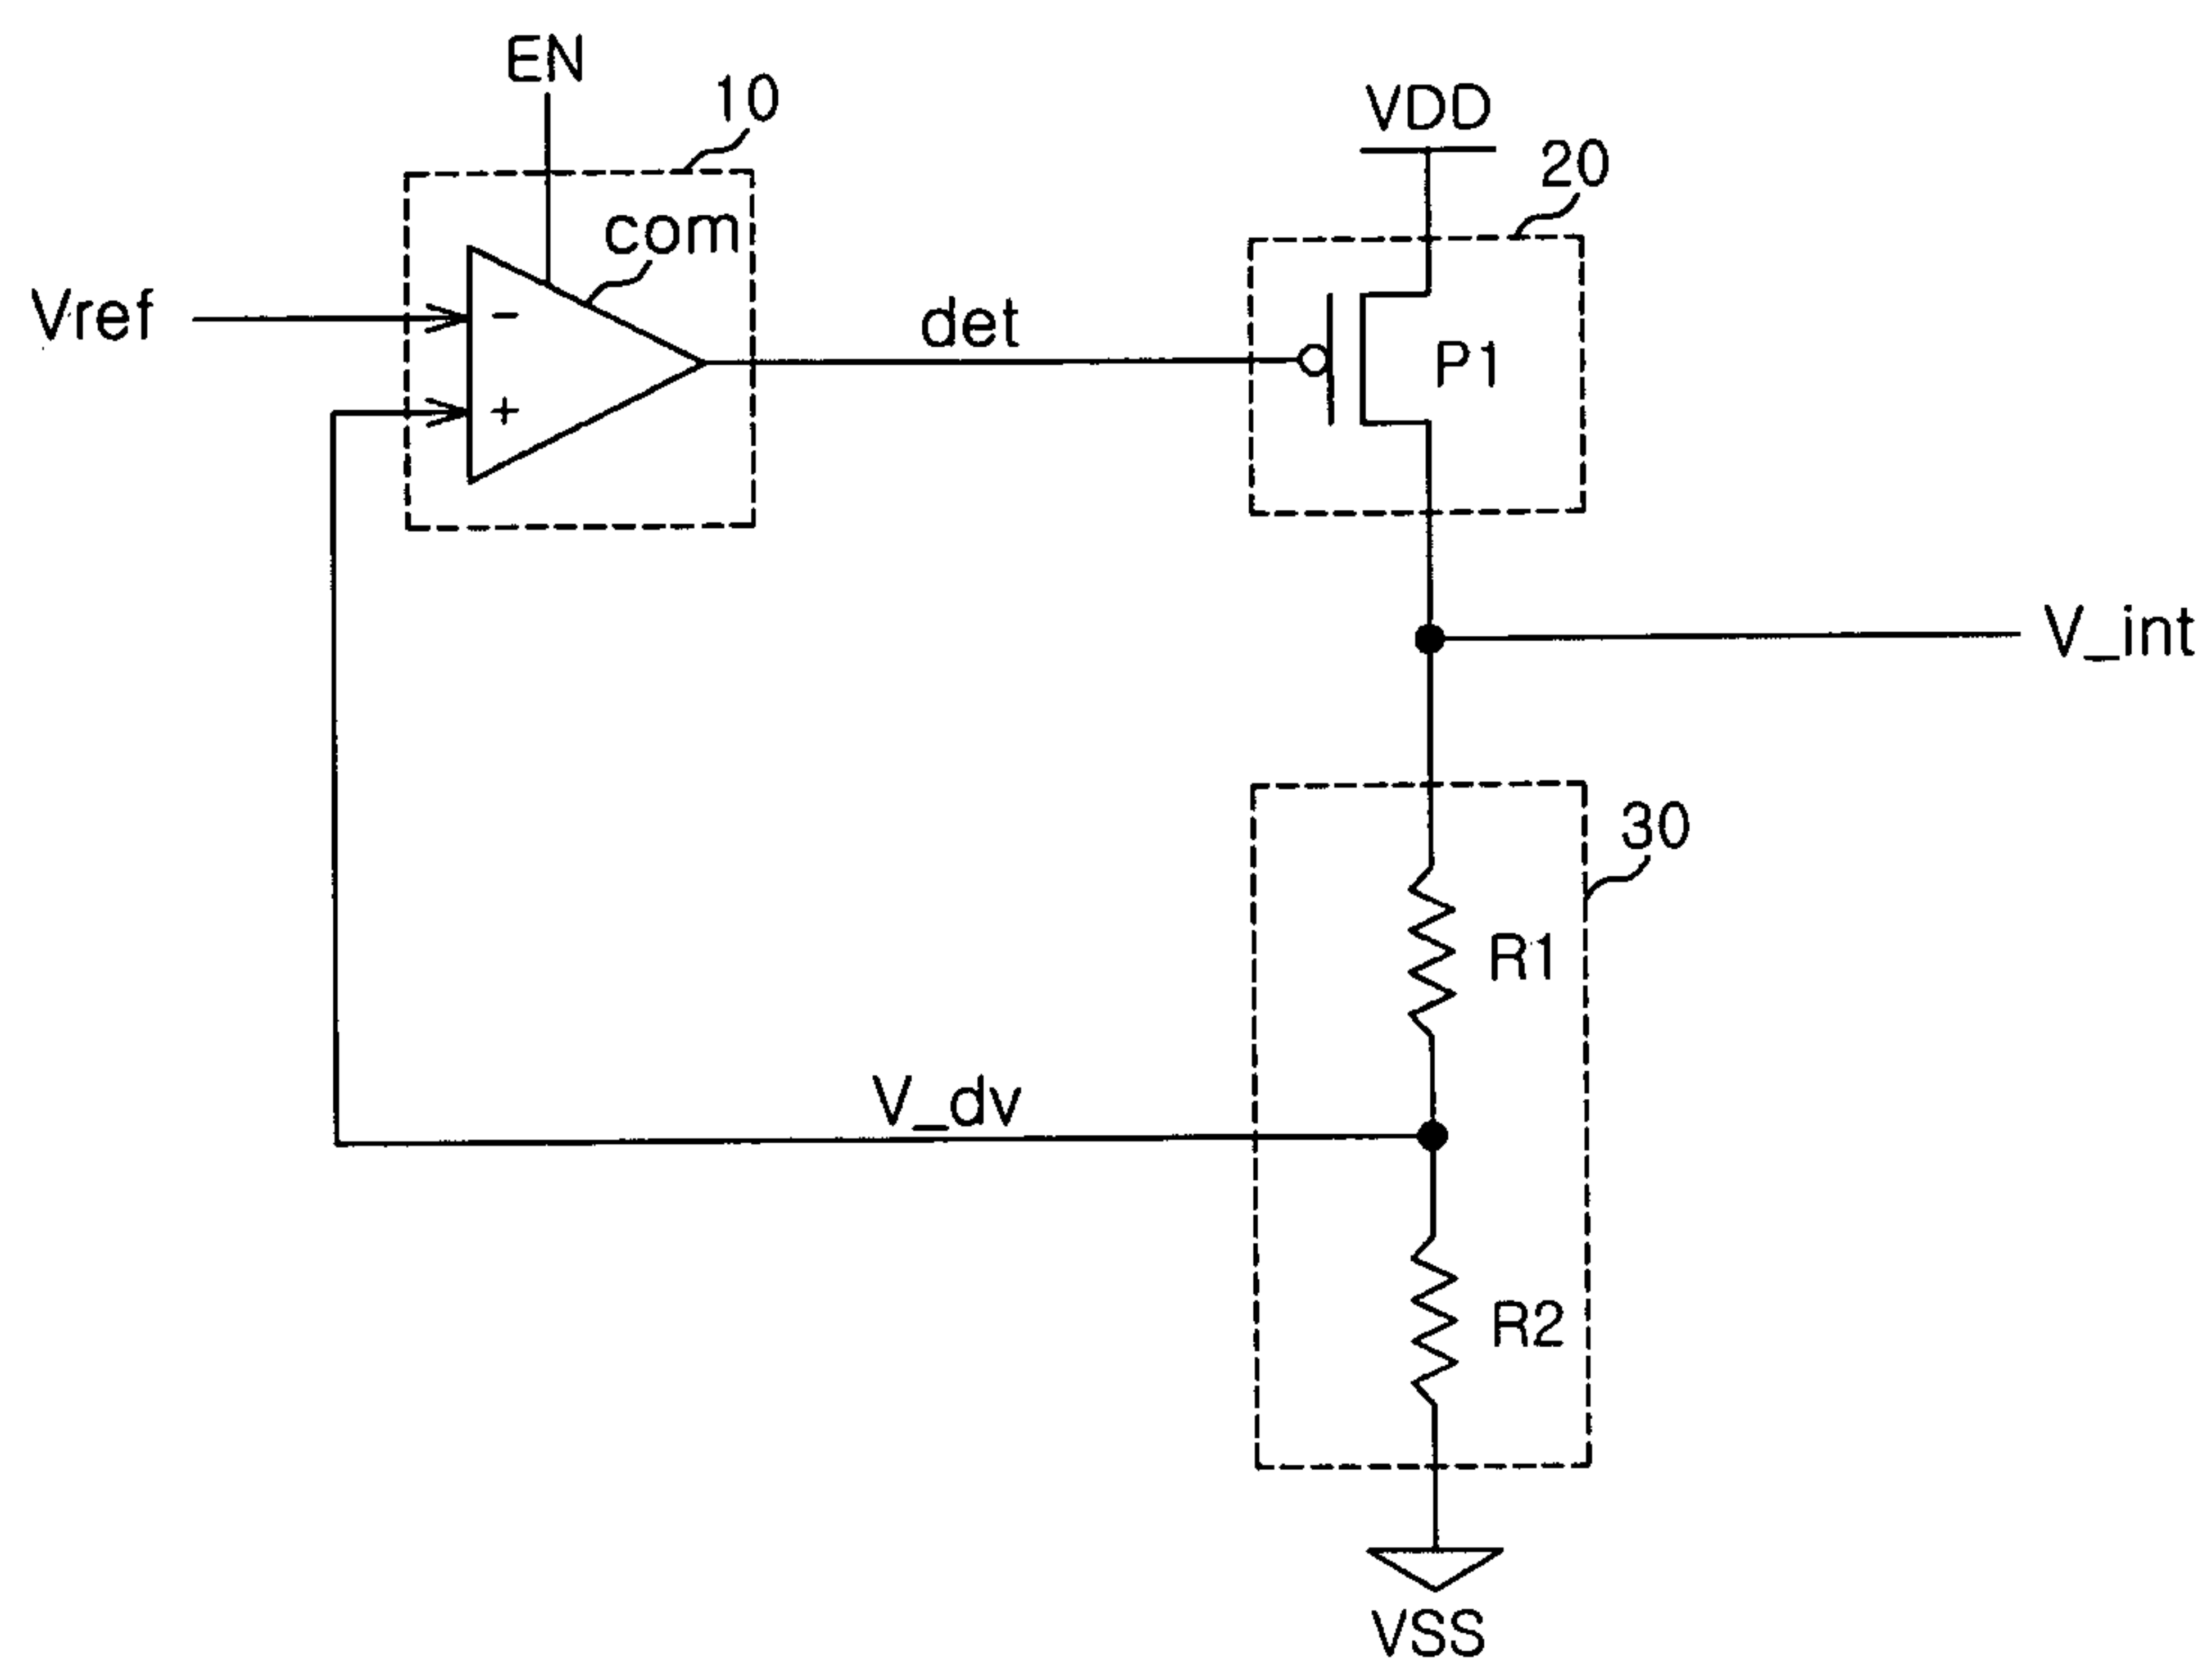 EN
10
VDD
20
com
Vref
-
det
P1
+
V_int
30
R1
V_dv
R2
VSS